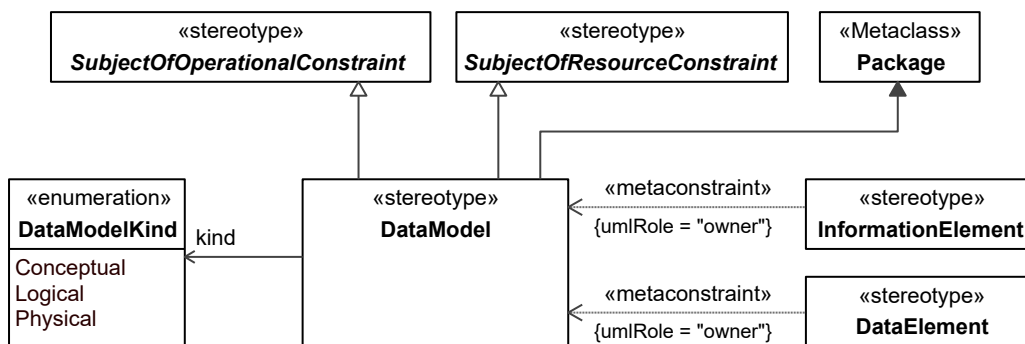 «stereotype»
SubjectOfOperationalConstraint
«stereotype»
SubjectOfResourceConstraint
«Metaclass»
Package
«enumeration»
DataModelKind
Conceptual
Logical
Physical
kind
«stereotype»
DataModel
«metaconstraint»
{umlRole = "owner"}
«stereotype»
InformationElement
«metaconstraint»
{umlRole = "owner"}
«stereotype»
DataElement